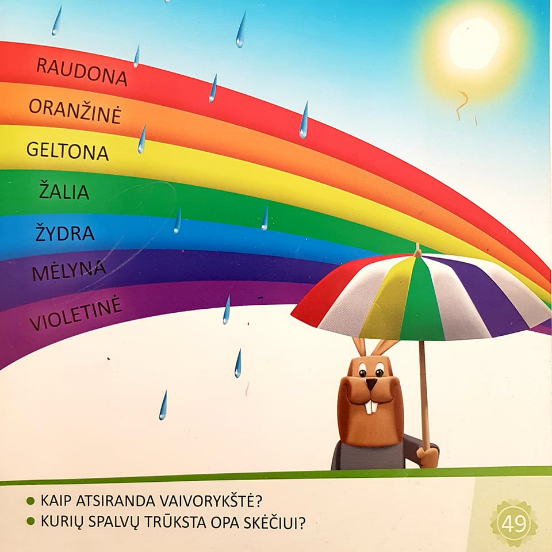 RAUDONA
ORANŽINĖ
GELTONA
ŽALIA
ŽYDRA
MĖLYNA
VIOLETINĖ
• KAIP ATSIRANDA VAIVORYKŠTĖ?
• KURIŲ SPALVŲ TRŪKSTA OPA SKĖČIUI?
49